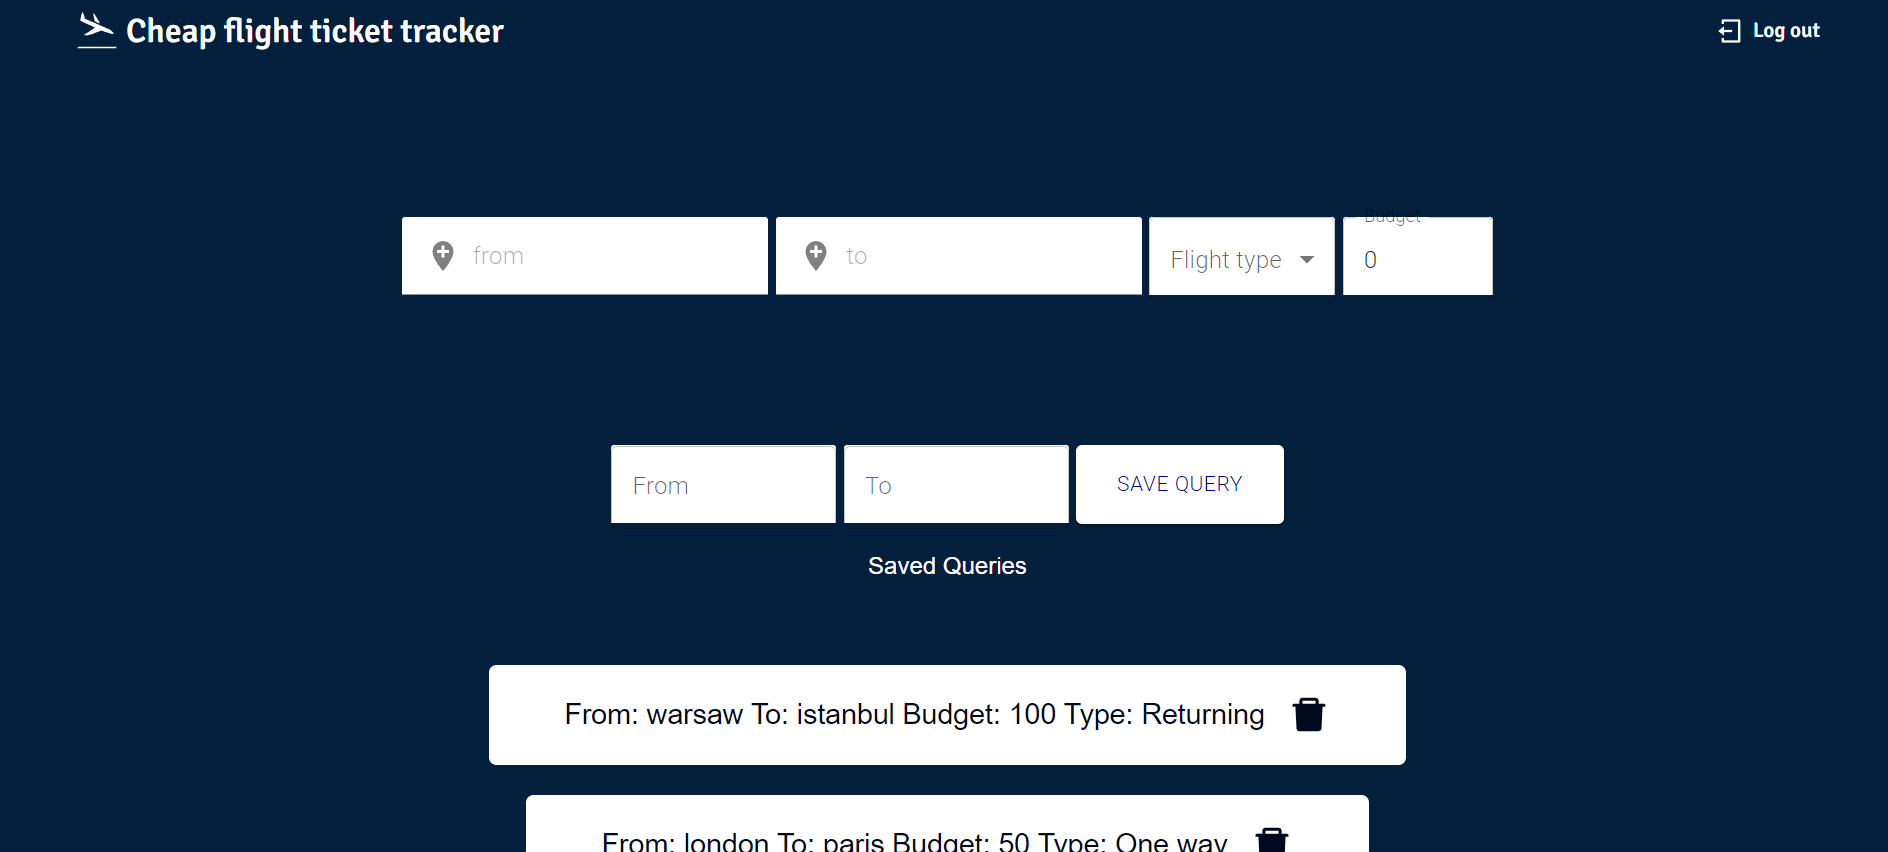 Cheap flight ticket tracker
Log out
from
to
Flight type
Budget
0
From
To
SAVE QUERY
Saved Queries
From: warsaw To: istanbul Budget: 100 Type: Returning
From: london To: paris Budget: 50 Type: One way